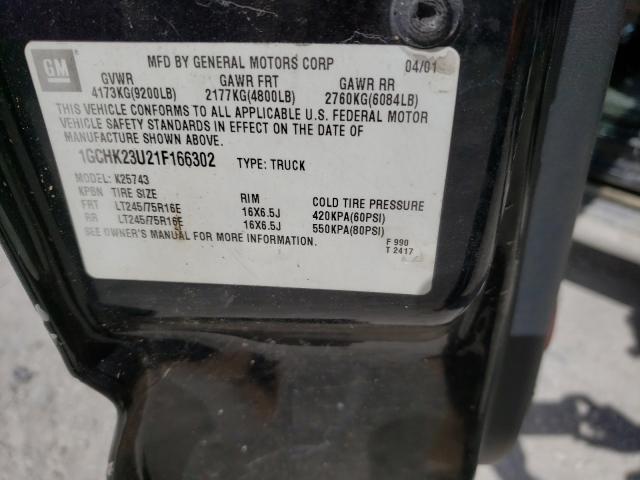 GM
MFD BY GENERAL MOTORS CORP 04/01
GVWR GAWR FRT GAWR RR
4173KG(9200LB) 2177KG(4800LB) 2760KG(6084LB)
THIS VEHICLE CONFORMS TO ALL APPLICABLE U.S. FEDERAL MOTOR
VEHICLE SAFETY STANDARDS IN EFFECT ON THE DATE OF
MANUFACTURE SHOWN ABOVE.
1GCHK23U21F166302 TYPE: TRUCK
MODEL: K25743
KPBN TIRE SIZE RIM COLD TIRE PRESSURE
FRT LT245/75R16E 16X6.5J 420KPA(60PSI)
RR LT245/75R16E 16X6.5J 550KPA(80PSI)
SEE OWNER'S MANUAL FOR MORE INFORMATION.
F 990
T 2417